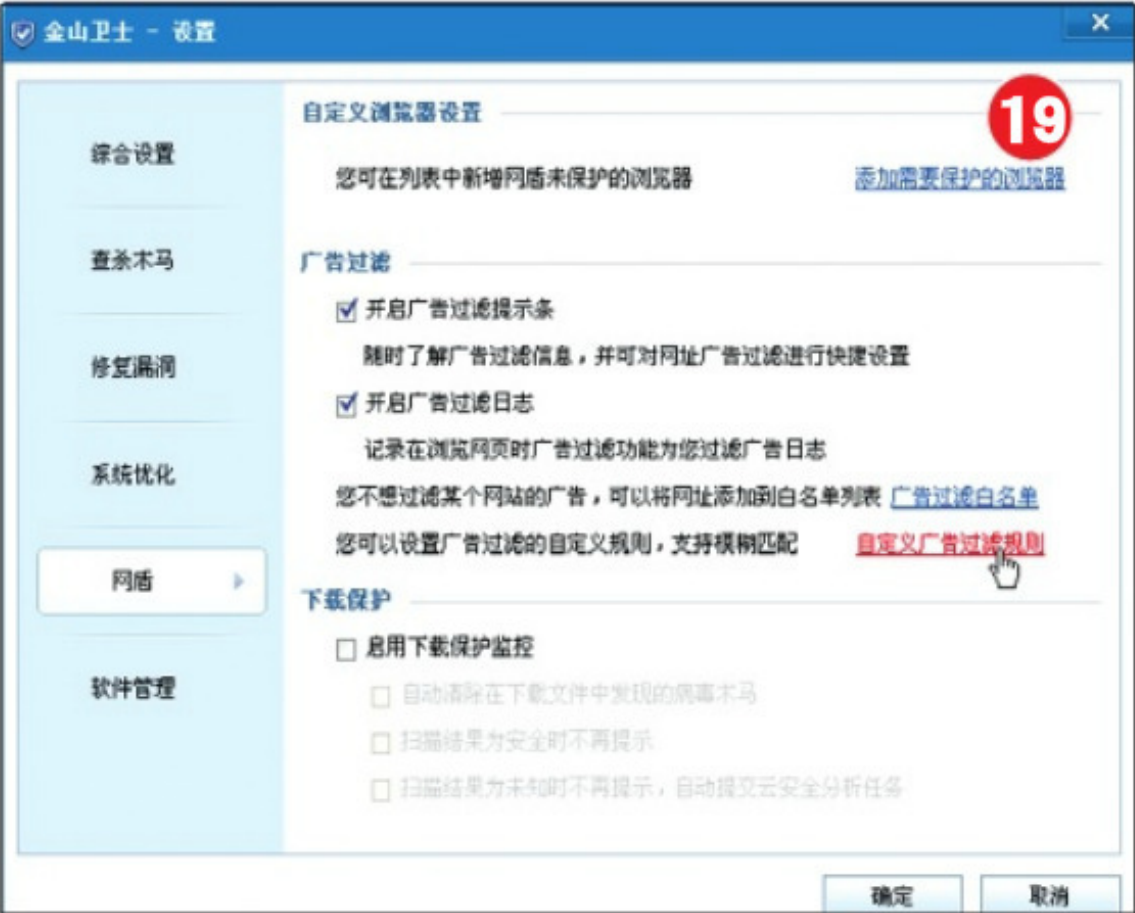 金山卫士 - 设置
19
综合设置
查杀木马
修复漏洞
系统优化
网盾
软件管理
自定义浏览器设置
您可在列表中新增网盾未保护的浏览器 添加需要保护的浏览器
广告过滤
开启广告过滤提示条
随时了解广告过滤信息，并可对网址广告过滤进行快捷设置
开启广告过滤日志
记录在浏览网页时广告过滤功能为您过滤广告日志
您不想过滤某个网站的广告，可以将网址添加到白名单列表 广告过滤白名单
您可以设置广告过滤的自定义规则，支持模糊匹配 自定义广告过滤规则
下载保护
启用下载保护监控
自动清除在下载文件中发现的病毒木马
扫描结果为安全时不再提示
扫描结果为未知时不再提示，自动提交云安全分析任务
确定 取消